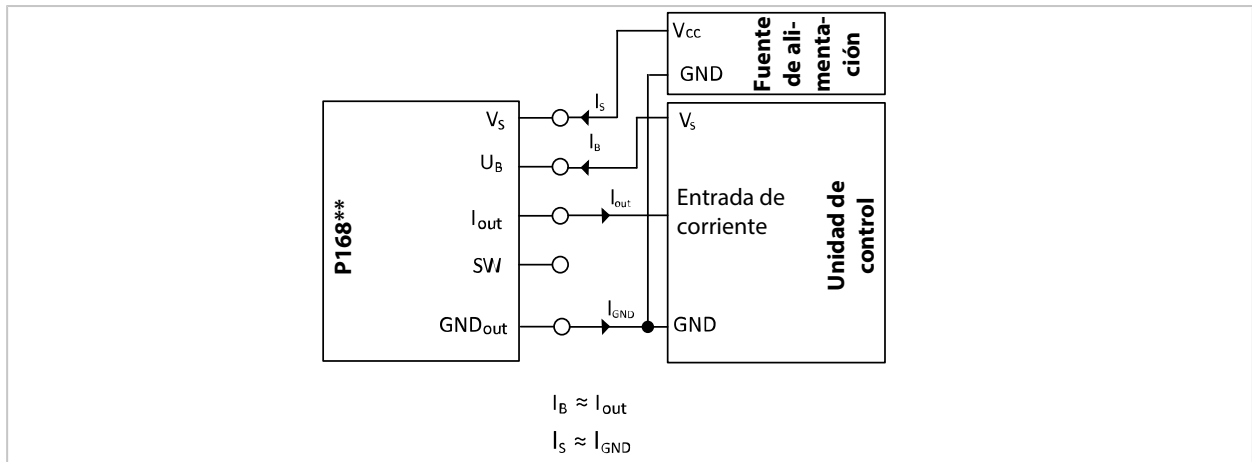 Vcc
GND
Fuente
de ali-
menta-
ción
P168**
VS
UB
Iout
SW
GNDout
IS
IB
Iout
IGND
Vs
Entrada de
corriente
GND
Unidad de
control
IB ≈ Iout
IS ≈ IGND